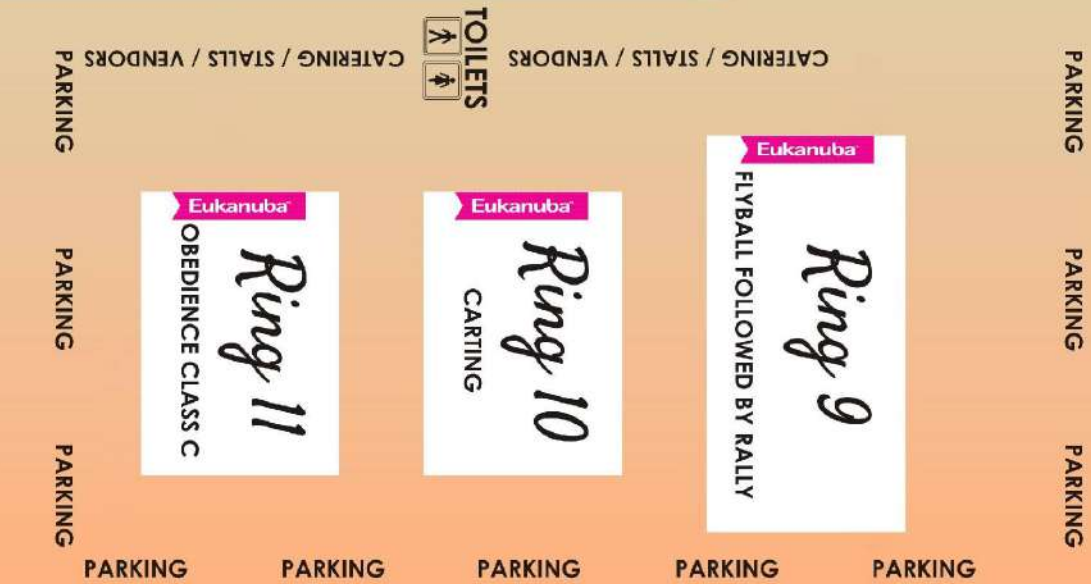 TOILETS
CATERING / STALLS / VENDORS
CATERING / STALLS / VENDORS
PARKING
PARKING
PARKING
Eukanuba
Ring 11
OBEDIENCE CLASS C
Eukanuba
Ring 10
CARTING
Eukanuba
Ring 9
FLYBALL FOLLOWED BY RALLY
PARKING
PARKING
PARKING
PARKING
PARKING
PARKING
PARKING
PARKING